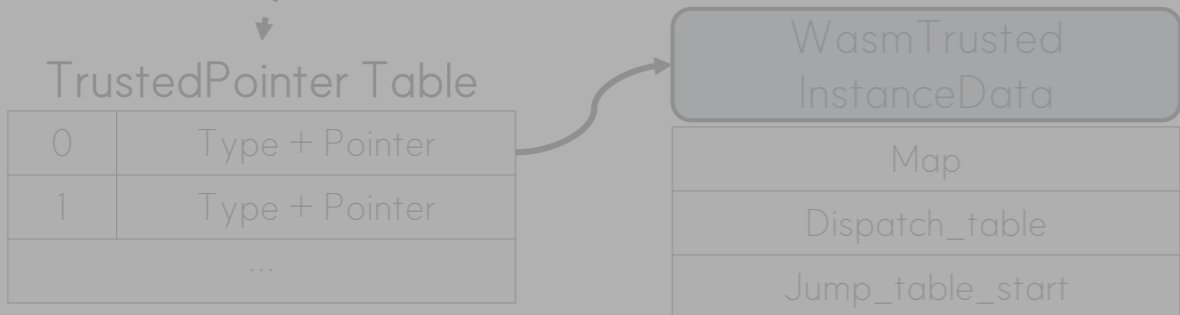 TrustedPointer Table
0 Type + Pointer
1 Type + Pointer
...
WasmTrusted
InstanceData
Map
Dispatch_table
Jump_table_start